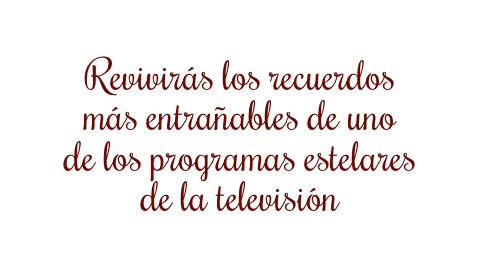 Revivirás los recuerdos
más entrañables de uno
de los programas estelares
de la televisión